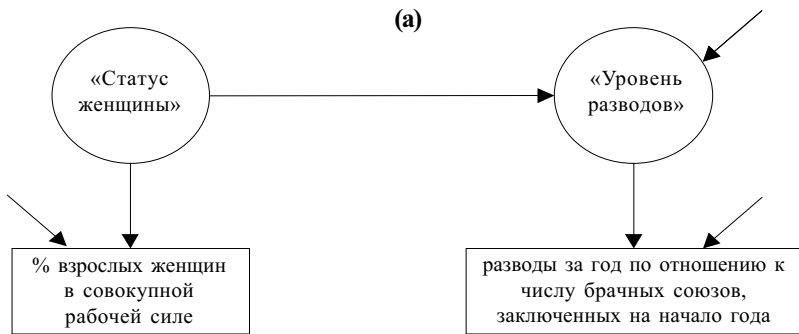 (а)
«Статус
женщины»
«Уровень
разводов»
% взрослых женщин
в совокупной
рабочей силе
разводы за год по отношению к
числу брачных союзов,
заключенных на начало года